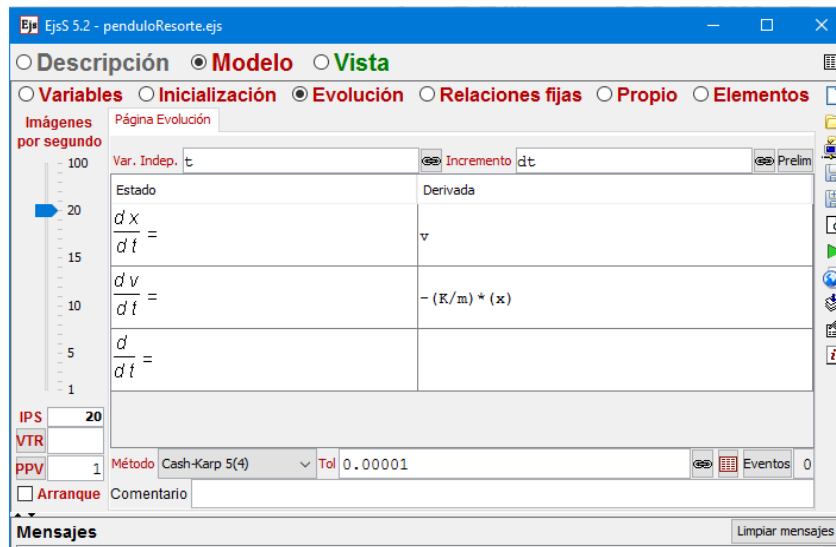 Ejs EjsS 5.2 - penduloResorte.ejs
Descripción Modelo Vista
Variables Inicialización Evolución Relaciones fijas Propio Elementos
Imágenes por segundo
100
20
15
10
5
1
IPS 20
VTR
PPV 1
Arranque
Página Evolución
Var. Indep. t Incremento dt Prelim
Estado Derivada
d x / d t = v
d v / d t = -(K/m)*(x)
d / d t =
Método Cash-Karp 5(4) Tol 0.00001 Eventos 0
Comentario
Mensajes Limpiar mensajes